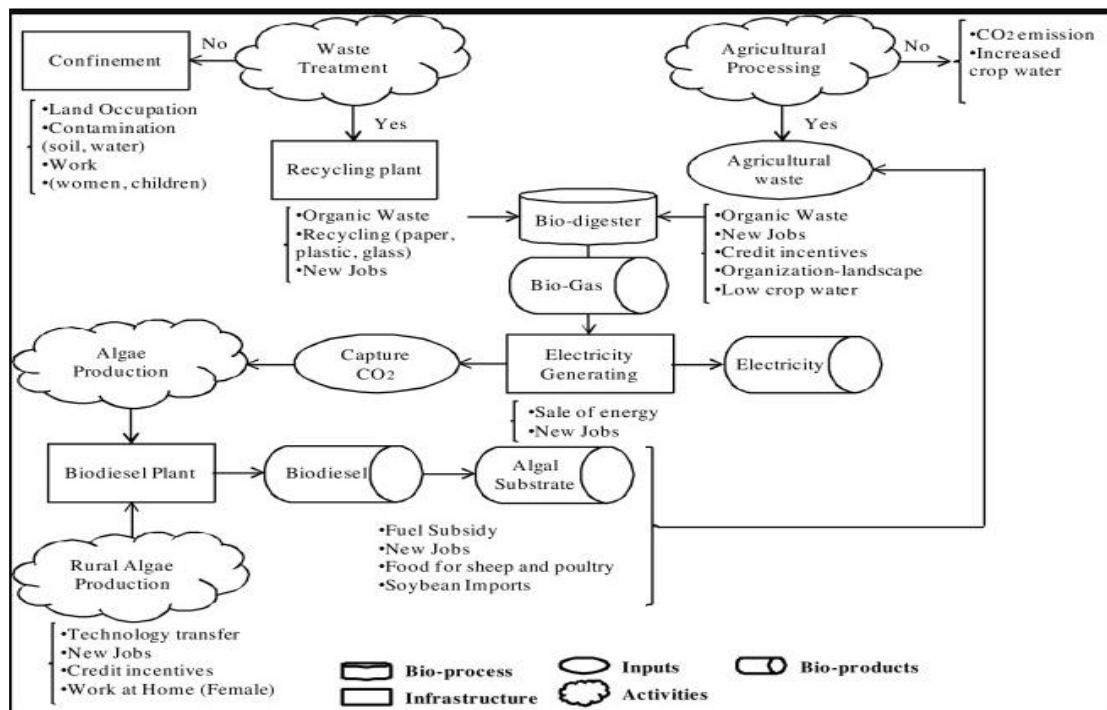 Confinement
No
Waste
Treatment
Agricultural
Processing
No
•CO2 emission
•Increased
crop water
•Land Occupation
•Contamination
(soil, water)
•Work
•(women, children)
Yes
Yes
Recycling plant
Agricultural
waste
•Organic Waste
•Recycling (paper,
plastic, glass)
•New Jobs
Bio-digester
•Organic Waste
•New Jobs
•Credit incentives
•Organization-landscape
•Low crop water
Bio-Gas
Algae
Production
Capture
CO2
Electricity
Generating
Electricity
•Sale of energy
•New Jobs
Biodiesel Plant
Biodiesel
Algal
Substrate
•Fuel Subsidy
•New Jobs
•Food for sheep and poultry
•Soybean Imports
Rural Algae
Production
•Technology transfer
•New Jobs
•Credit incentives
•Work at Home (Female)
Bio-process
Inputs
Bio-products
Infrastructure
Activities